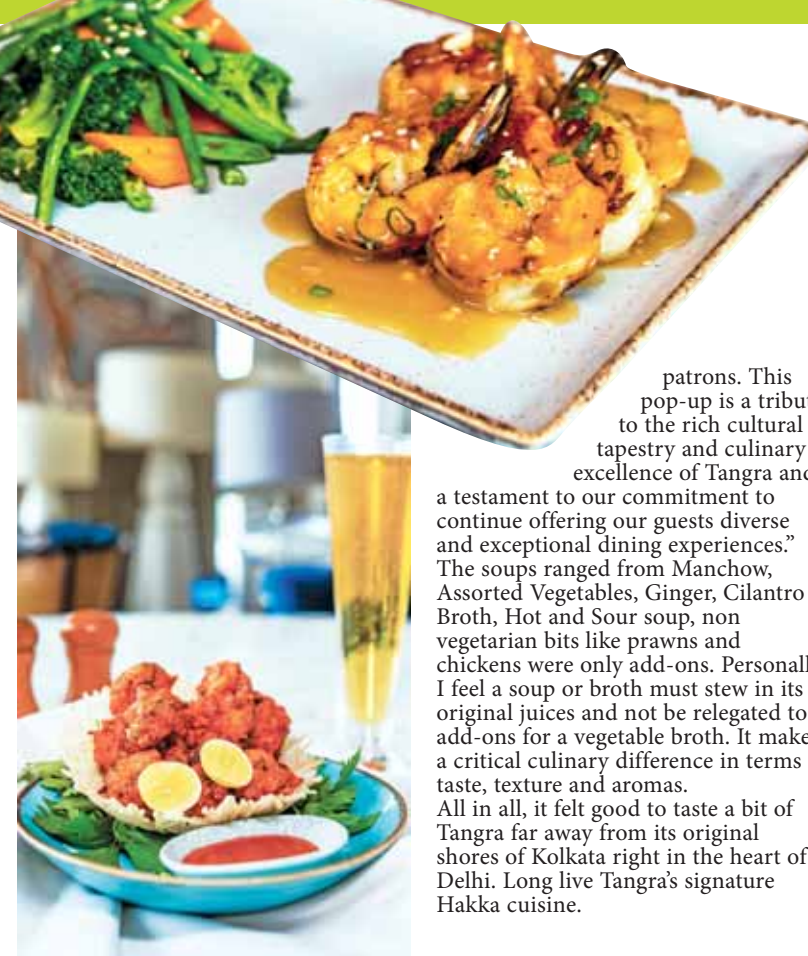 patrons. This
pop-up is a tribut
to the rich cultural
tapestry and culinary
excellence of Tangra and
a testament to our commitment to
continue offering our guests diverse
and exceptional dining experiences.”
The soups ranged from Manchow,
Assorted Vegetables, Ginger, Cilantro
Broth, Hot and Sour soup, non
vegetarian bits like prawns and
chickens were only add-ons. Personall
I feel a soup or broth must stew in its
original juices and not be relegated to
add-ons for a vegetable broth. It make
a critical culinary difference in terms
taste, texture and aromas.
All in all, it felt good to taste a bit of
Tangra far away from its original
shores of Kolkata right in the heart of
Delhi. Long live Tangra’s signature
Hakka cuisine.